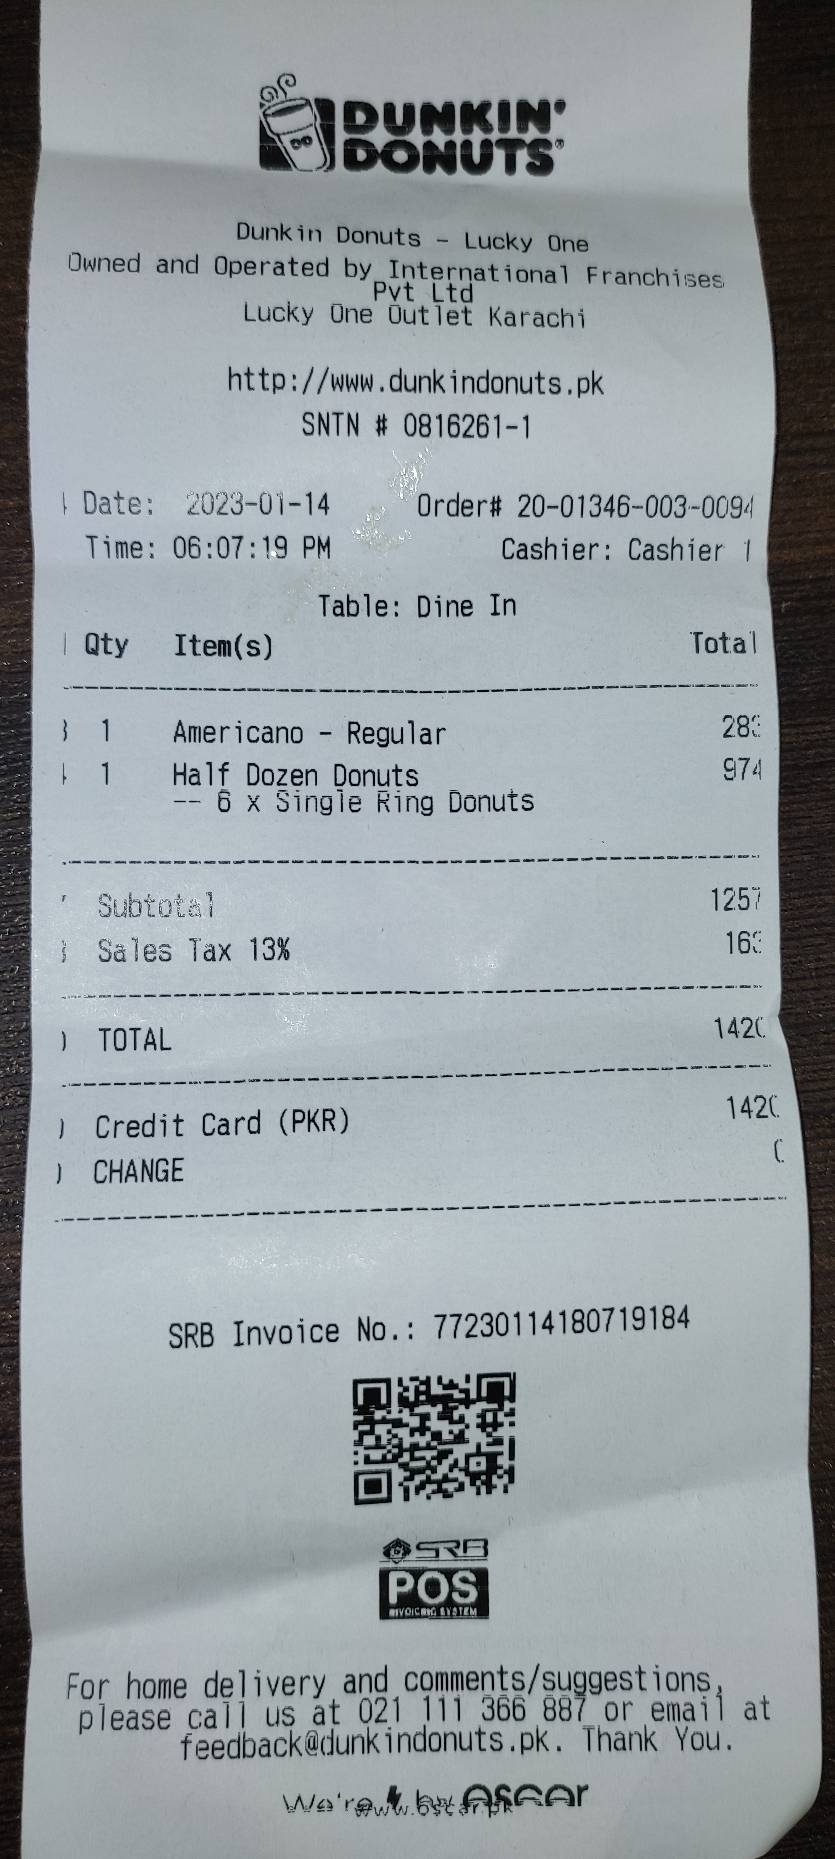 DUNKIN'
DONUTS®
Dunkin Donuts - Lucky One
Owned and Operated by International Franchises
Pvt Ltd
Lucky One Outlet Karachi
http://www.dunkindonuts.pk
SNTN # 0816261-1
Date: 2023-01-14 Order# 20-01346-003-0094
Time: 06:07:19 PM Cashier: Cashier 1
Table: Dine In
Qty Item(s) Total
1 Americano - Regular 283
1 Half Dozen Donuts 974
-- 6 x Single Ring Donuts
Subtotal 1257
Sales Tax 13% 163
TOTAL 1420
Credit Card (PKR) 1420
CHANGE 0
SRB Invoice No.: 77230114180719184
SRB
POS
INVOICING SYSTEM
For home delivery and comments/suggestions,
please call us at 021 111 366 887 or email at
feedback@dunkindonuts.pk. Thank You.
We're by